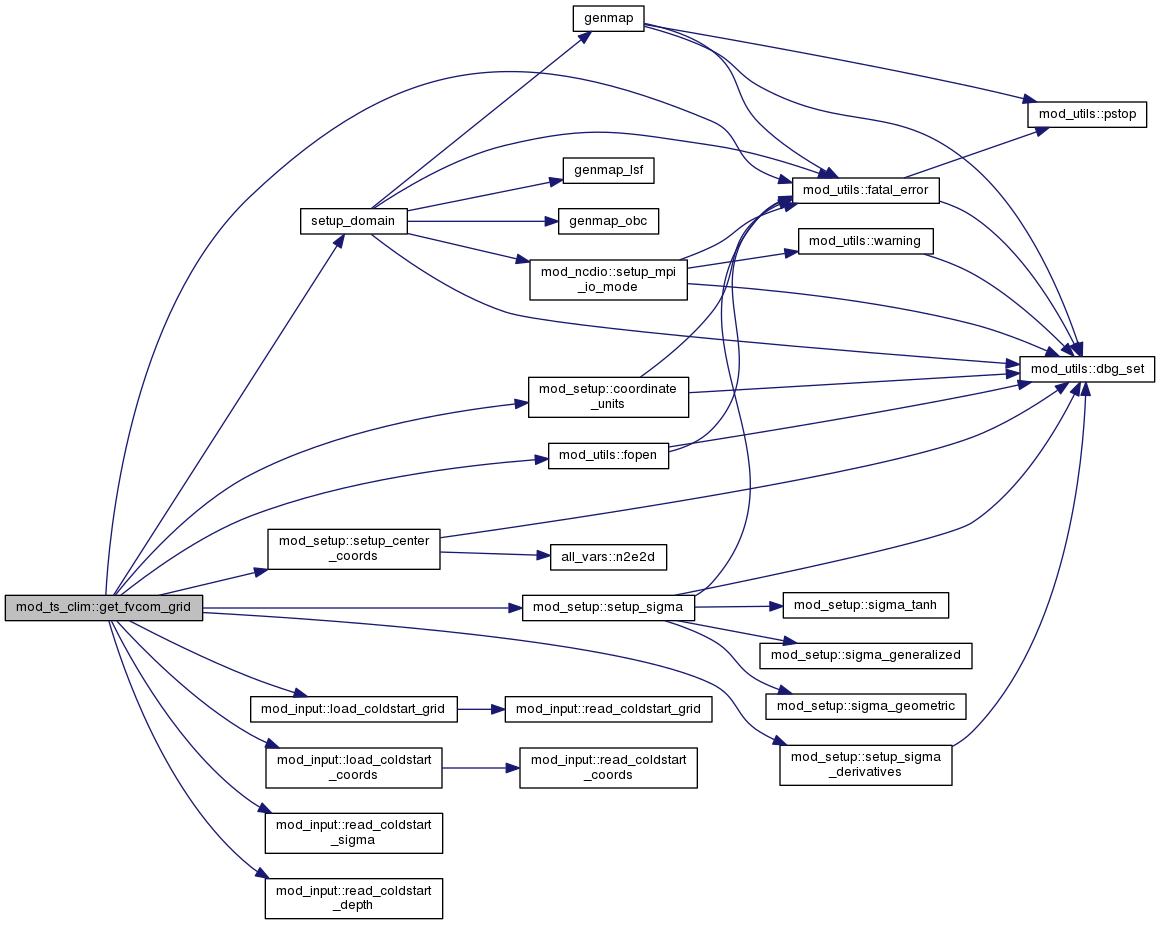 genmap
mod_utils::pstop
genmap_lsf
mod_utils::fatal_error
setup_domain
genmap_obc
mod_utils::warning
mod_ncdio::setup_mpi
_io_mode
mod_utils::dbg_set
mod_setup::coordinate
_units
mod_utils::fopen
mod_setup::setup_center
_coords
all_vars::n2e2d
mod_ts_clim::get_fvcom_grid
mod_setup::setup_sigma
mod_setup::sigma_tanh
mod_setup::sigma_generalized
mod_setup::sigma_geometric
mod_input::load_coldstart_grid
mod_input::read_coldstart_grid
mod_setup::setup_sigma
_derivatives
mod_input::load_coldstart
_coords
mod_input::read_coldstart
_coords
mod_input::read_coldstart
_sigma
mod_input::read_coldstart
_depth